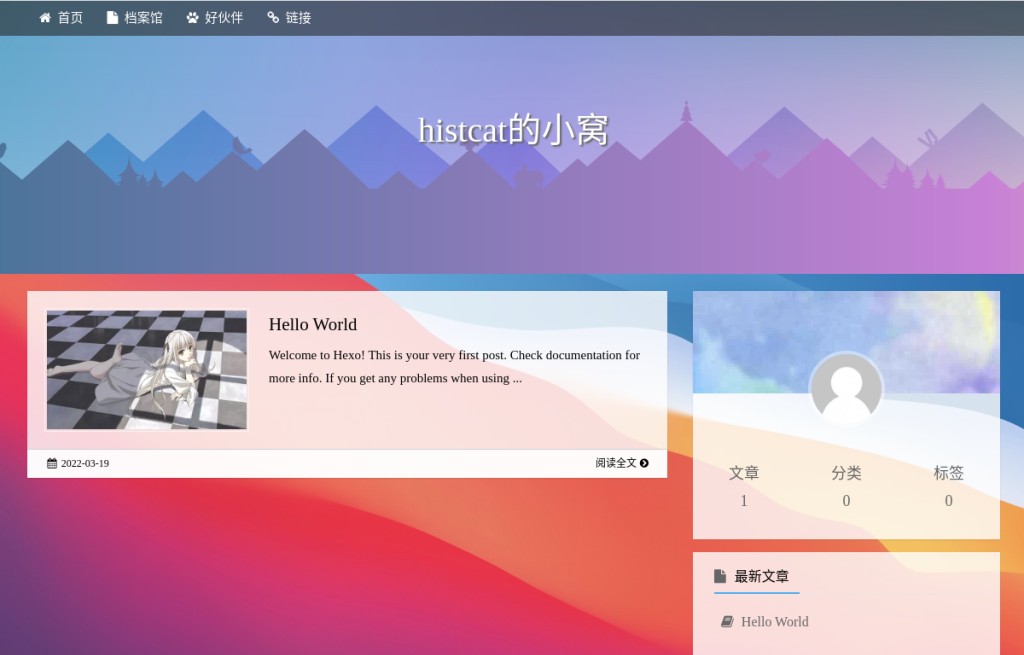 首页 档案馆 好伙伴 链接
histcat的小窝
Hello World
Welcome to Hexo! This is your very first post. Check documentation for
more info. If you get any problems when using ...
2022-03-19 阅读全文
文章 分类 标签
1 0 0
最新文章
Hello World